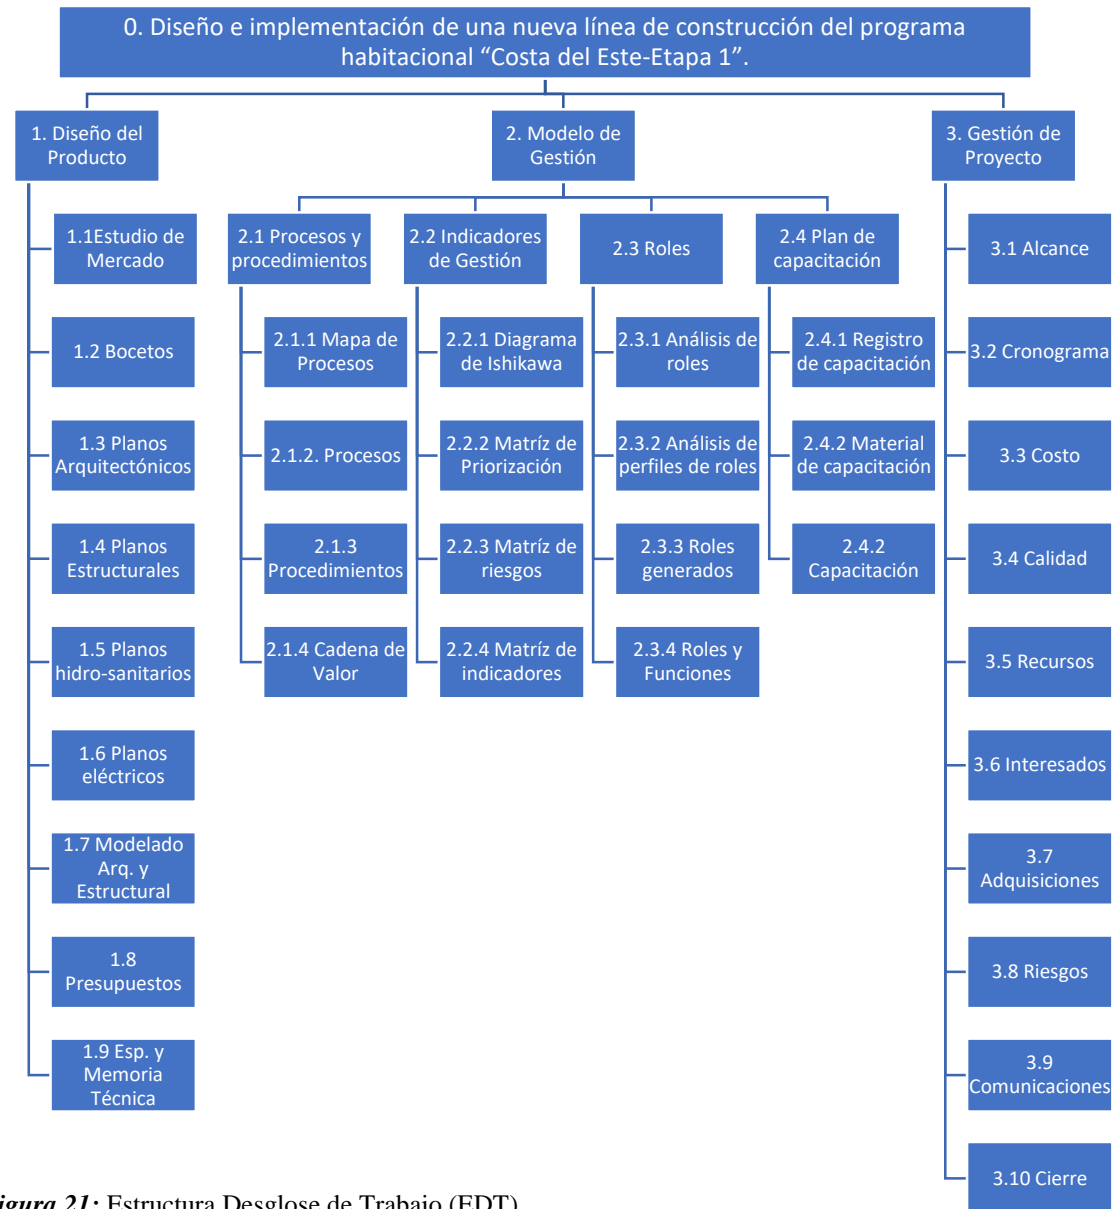 0. Diseño e implementación de una nueva línea de construcción del programa
habitacional “Costa del Este-Etapa 1”.
1. Diseño del
Producto
2. Modelo de
Gestión
3. Gestión de
Proyecto
1.1Estudio de
Mercado
1.2 Bocetos
1.3 Planos
Arquitectónicos
1.4 Planos
Estructurales
1.5 Planos
hidro-sanitarios
1.6 Planos
eléctricos
1.7 Modelado
Arq. y
Estructural
1.8
Presupuestos
1.9 Esp. y
Memoria
Técnica
2.1 Procesos y
procedimientos
2.1.1 Mapa de
Procesos
2.1.2. Procesos
2.1.3
Procedimientos
2.1.4 Cadena de
Valor
2.2 Indicadores
de Gestión
2.2.1 Diagrama
de Ishikawa
2.2.2 Matríz de
Priorización
2.2.3 Matríz de
riesgos
2.2.4 Matríz de
indicadores
2.3 Roles
2.3.1 Análisis de
roles
2.3.2 Análisis de
perfiles de roles
2.3.3 Roles
generados
2.3.4 Roles y
Funciones
2.4 Plan de
capacitación
2.4.1 Registro
de capacitación
2.4.2 Material
de capacitación
2.4.2
Capacitación
3.1 Alcance
3.2 Cronograma
3.3 Costo
3.4 Calidad
3.5 Recursos
3.6 Interesados
3.7
Adquisiciones
3.8 Riesgos
3.9
Comunicaciones
3.10 Cierre
igura 21: Estructura Desglose de Trabajo (EDT)